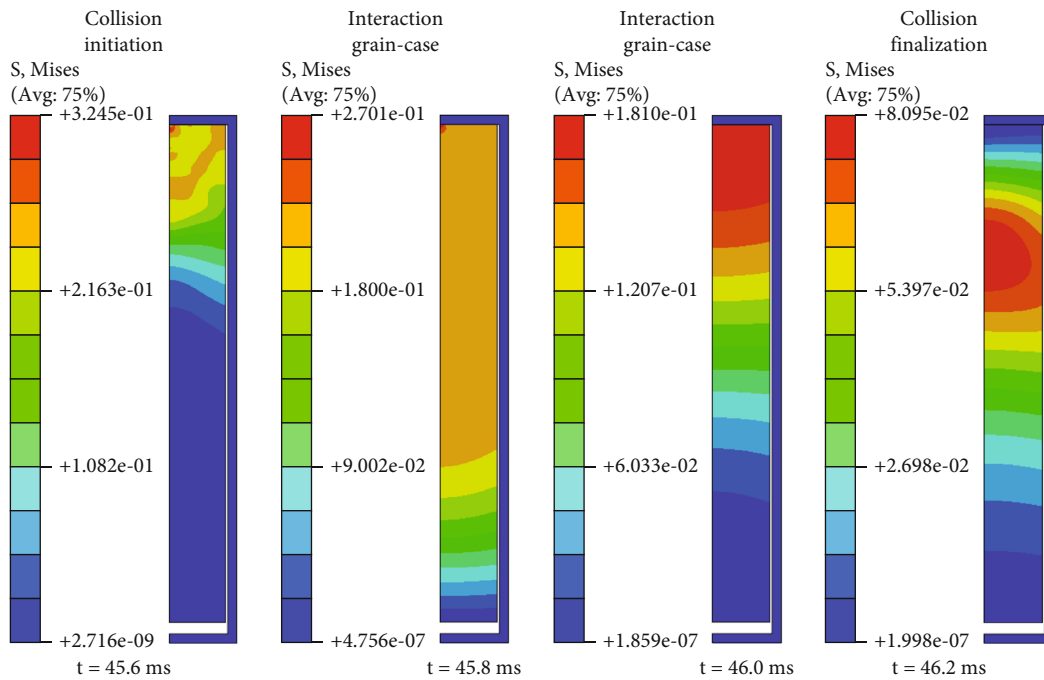 Collision
initiation
S, Mises
(Avg: 75%)
+3.245e-01
+2.163e-01
+1.082e-01
+2.716e-09
t = 45.6 ms
Interaction
grain-case
S, Mises
(Avg: 75%)
+2.701e-01
+1.800e-01
+9.002e-02
+4.756e-07
t = 45.8 ms
Interaction
grain-case
S, Mises
(Avg: 75%)
+1.810e-01
+1.207e-01
+6.033e-02
+1.859e-07
t = 46.0 ms
Collision
finalization
S, Mises
(Avg: 75%)
+8.095e-02
+5.397e-02
+2.698e-02
+1.998e-07
t = 46.2 ms